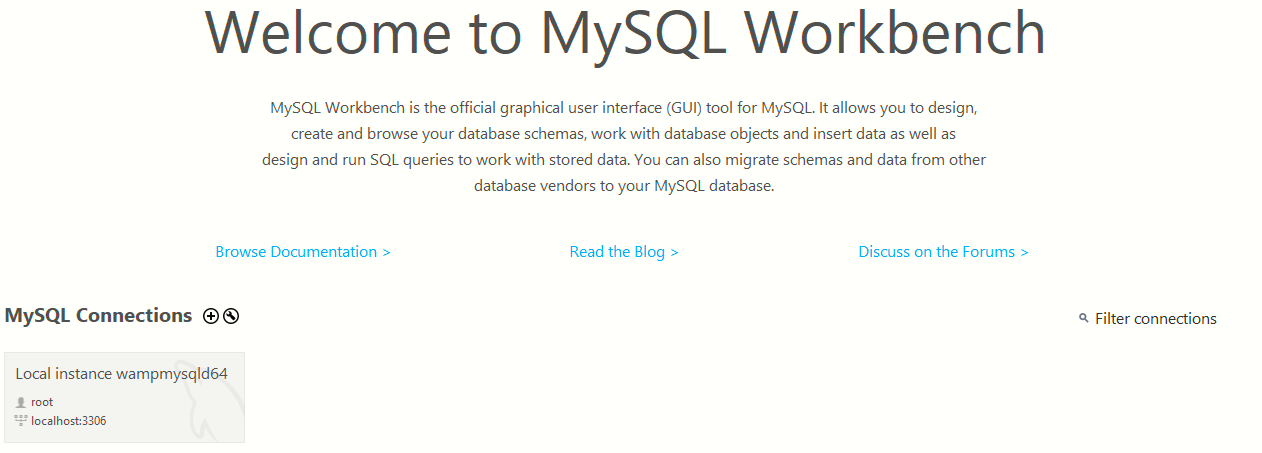 Welcome to MySQL Workbench
MySQL Workbench is the official graphical user interface (GUI) tool for MySQL. It allows you to design,
create and browse your database schemas, work with database objects and insert data as well as
design and run SQL queries to work with stored data. You can also migrate schemas and data from other
database vendors to your MySQL database.
Browse Documentation >
Read the Blog >
Discuss on the Forums >
MySQL Connections
Filter connections
Local instance wampmysqld64
root
localhost:3306